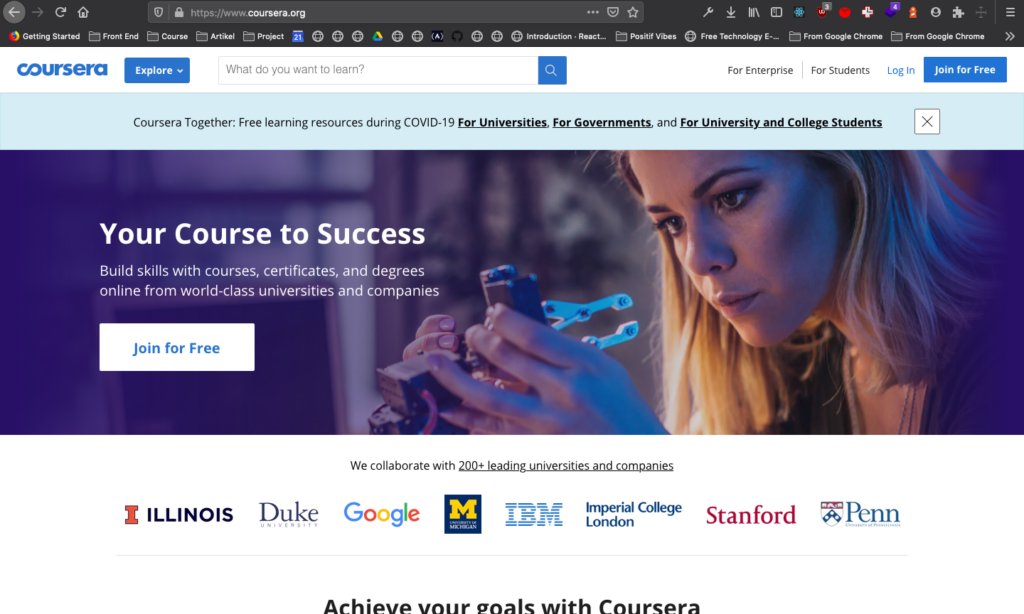 https://www.coursera.org
3
4
Getting Started
Front End
Course
Artikel
Project
21
Introduction - React...
Positif Vibes
Free Technology E-...
From Google Chrome
From Google Chrome
coursera
Explore
What do you want to learn?
For Enterprise
For Students
Log In
Join for Free
Coursera Together: Free learning resources during COVID-19 For Universities, For Governments, and For University and College Students
Your Course to Success
Build skills with courses, certificates, and degrees
online from world-class universities and companies
Join for Free
We collaborate with 200+ leading universities and companies
I ILLINOIS
Duke
UNIVERSITY
Google
M
UNIVERSITY OF
MICHIGAN
IBM
Imperial College
London
Stanford
Penn
UNIVERSITY OF PENNSYLVANIA
Achieve your goals with Coursera